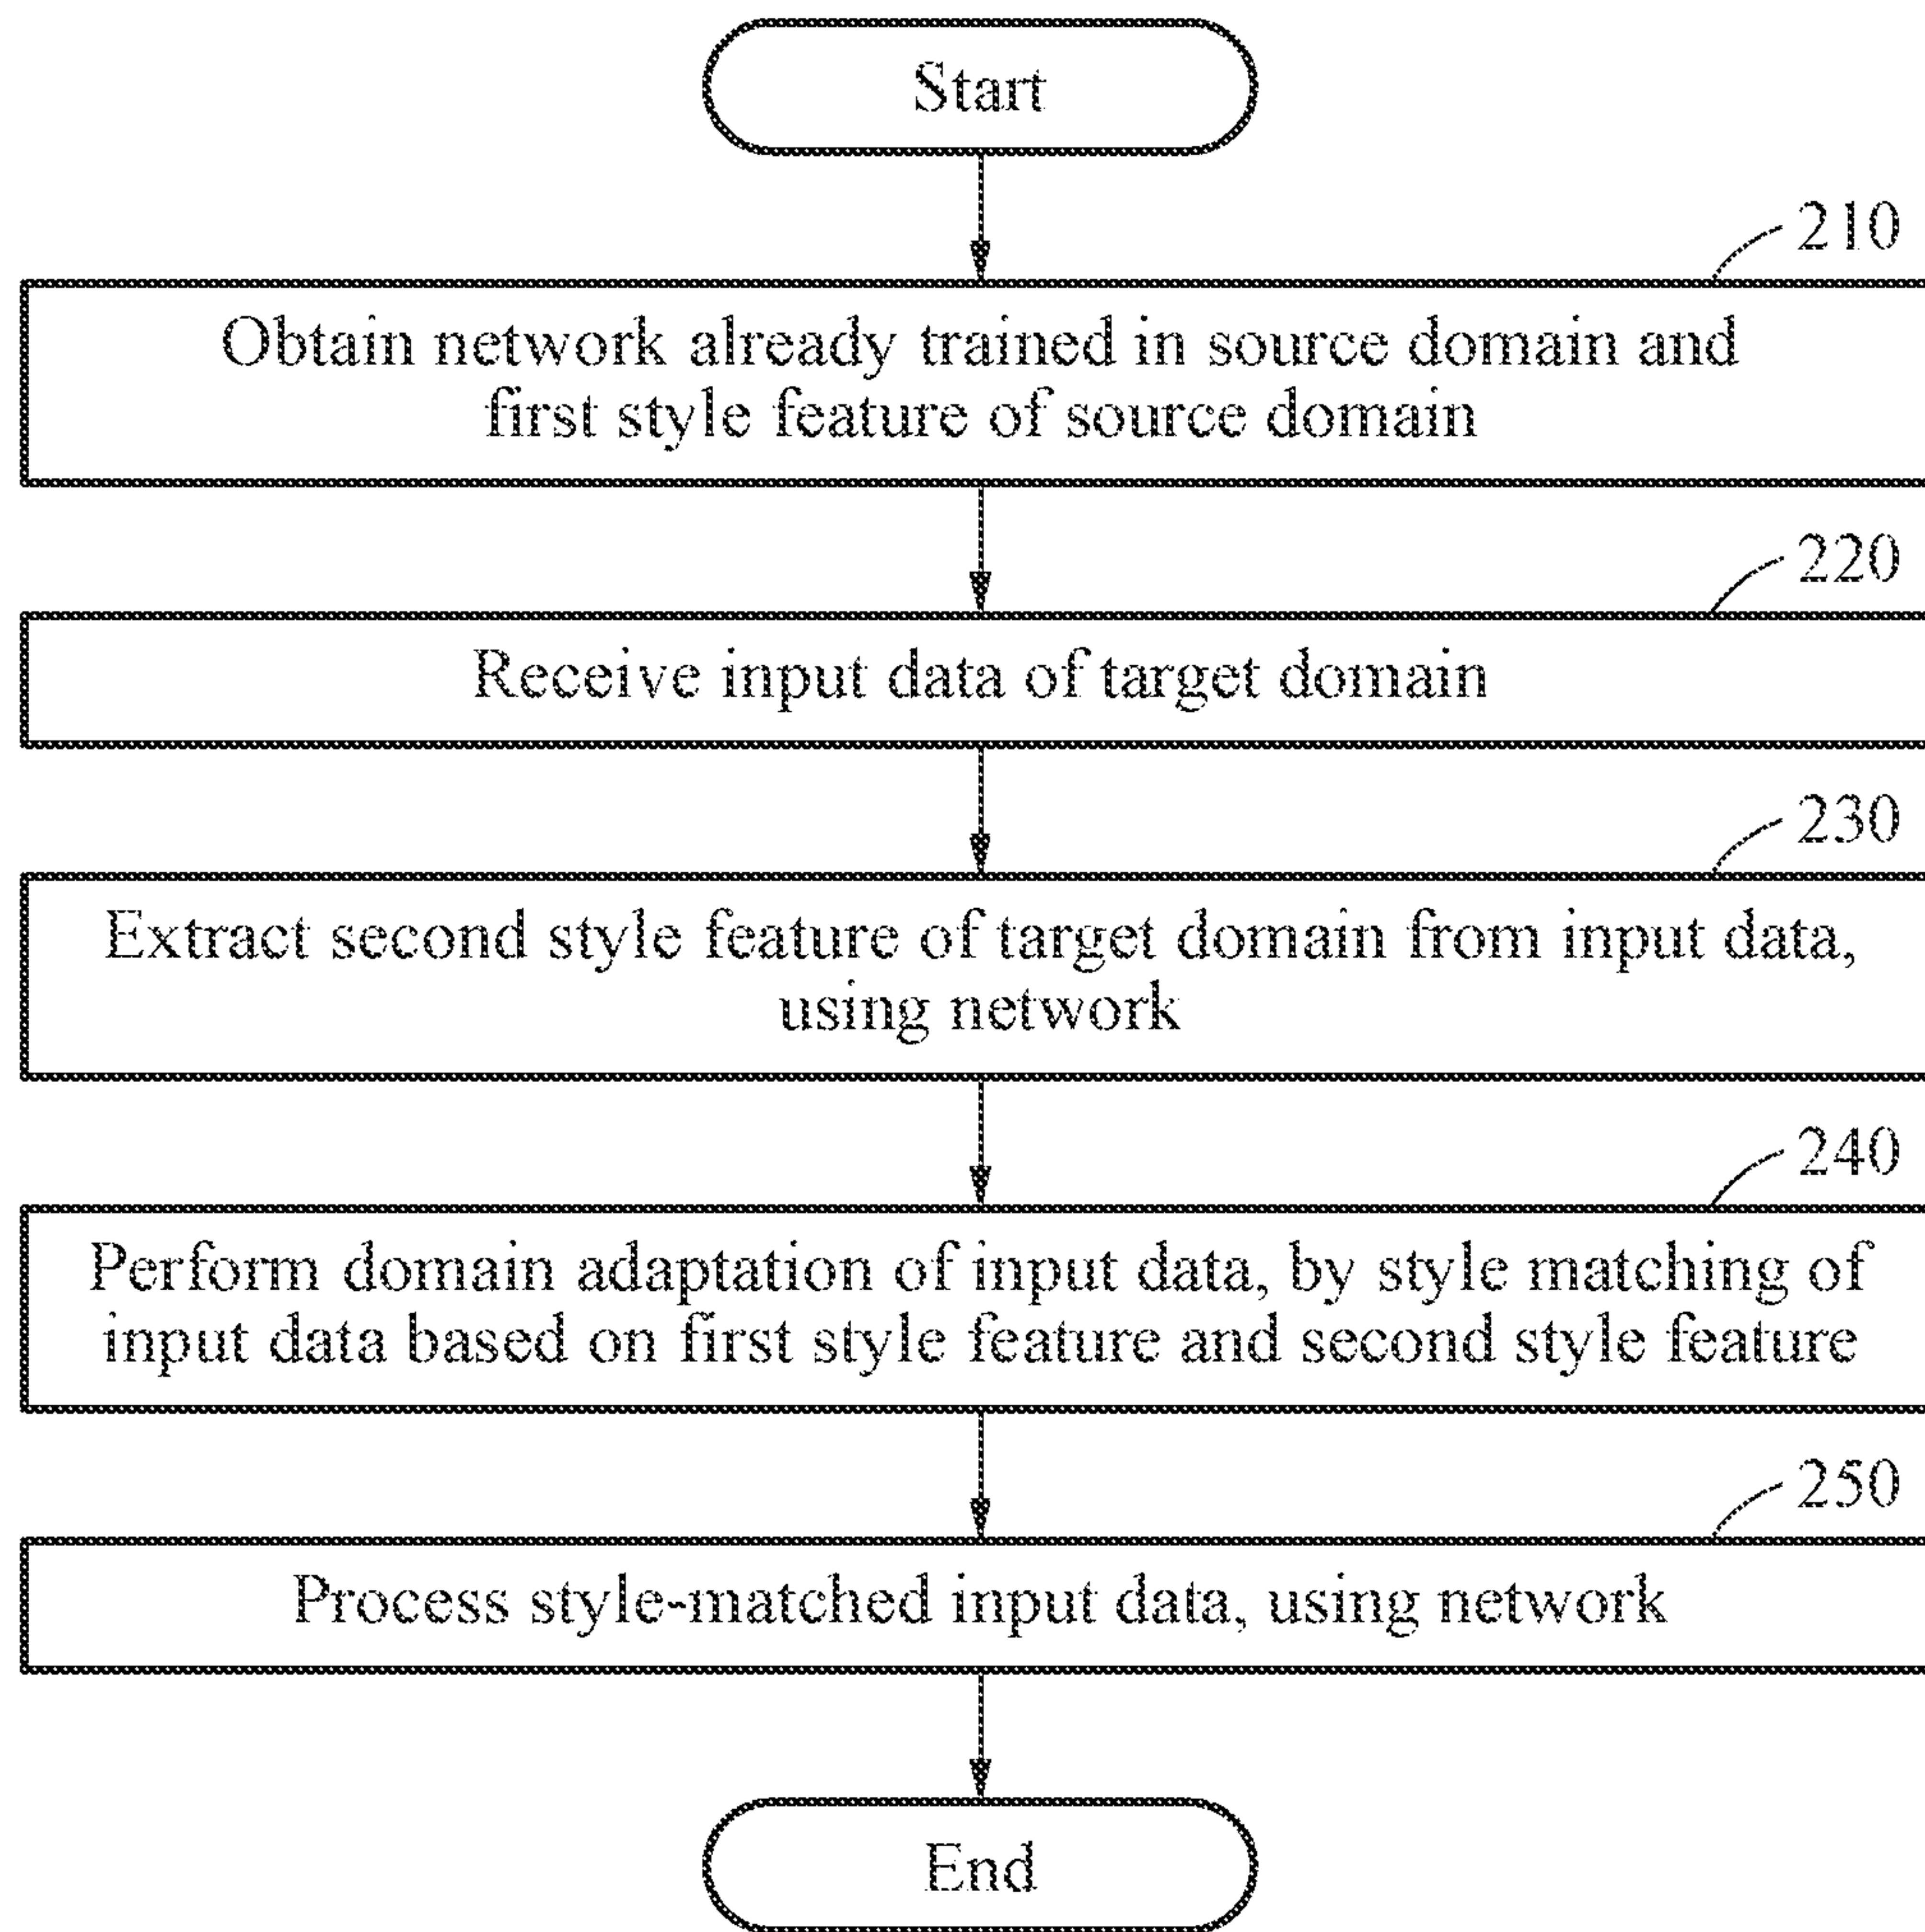 Start
210
Obtain network already trained in source domain and
first style feature of source domain
220
Receive input data of target domain
230
Extract second style feature of target domain from input data,
using network
240
Perform domain adaptation of input data, by style matching of
input data based on first style feature and second style feature
250
Process style-matched input data, using network
End